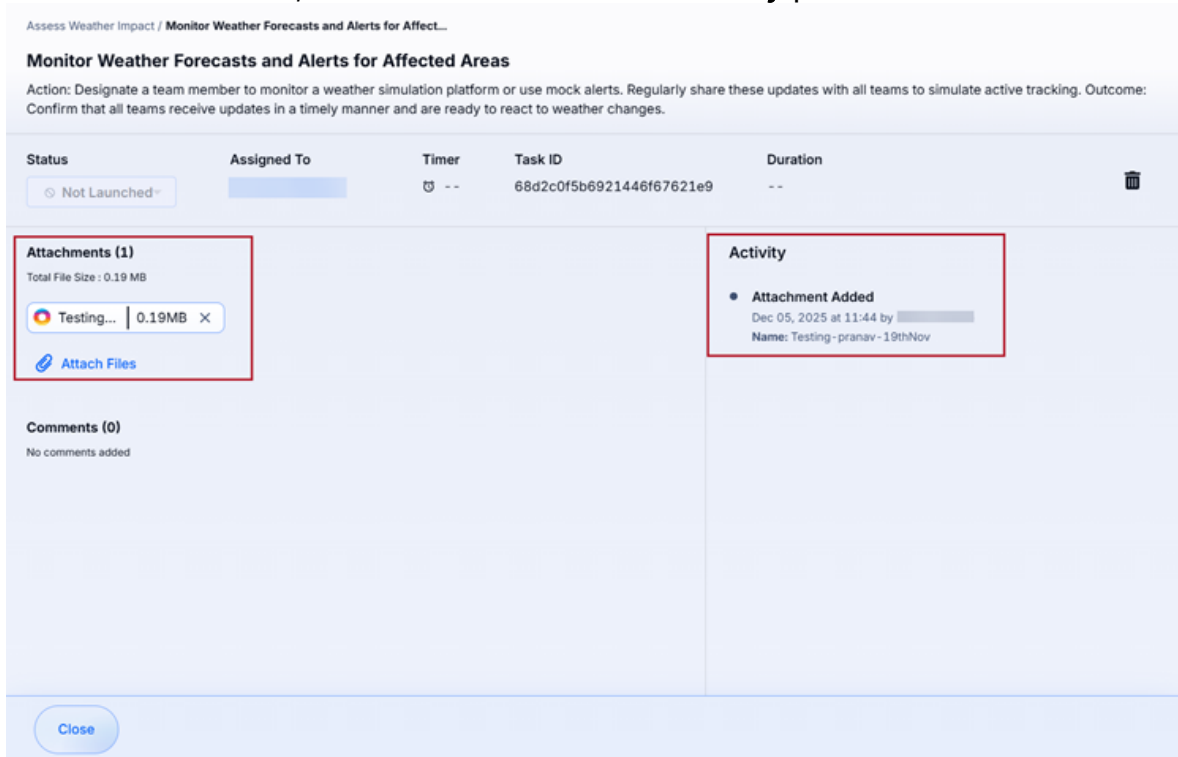 Assess Weather Impact / Monitor Weather Forecasts and Alerts for Affect...
Monitor Weather Forecasts and Alerts for Affected Areas
Action: Designate a team member to monitor a weather simulation platform or use mock alerts. Regularly share these updates with all teams to simulate active tracking. Outcome:
Confirm that all teams receive updates in a timely manner and are ready to react to weather changes.
Status
Assigned To
Timer
Task ID
Duration
Not Launched
--
68d2c0f5b6921446f67621e9
--
Attachments (1)
Total File Size : 0.19 MB
Testing... | 0.19MB ×
Attach Files
Comments (0)
No comments added
Activity
Attachment Added
Dec 05, 2025 at 11:44 by
Name: Testing-pranav-19thNov
Close